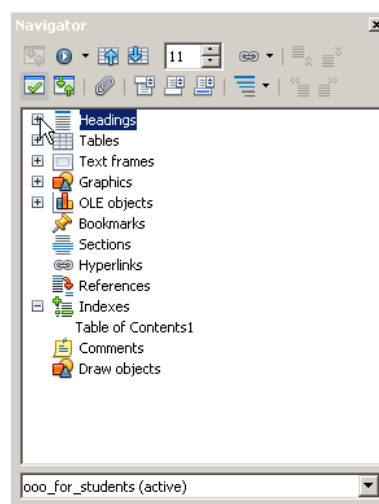 Navigator
11
Headings
Tables
Text frames
Graphics
OLE objects
Bookmarks
Sections
Hyperlinks
References
Indexes
Table of Contents1
Comments
Draw objects
ooo_for_students (active)